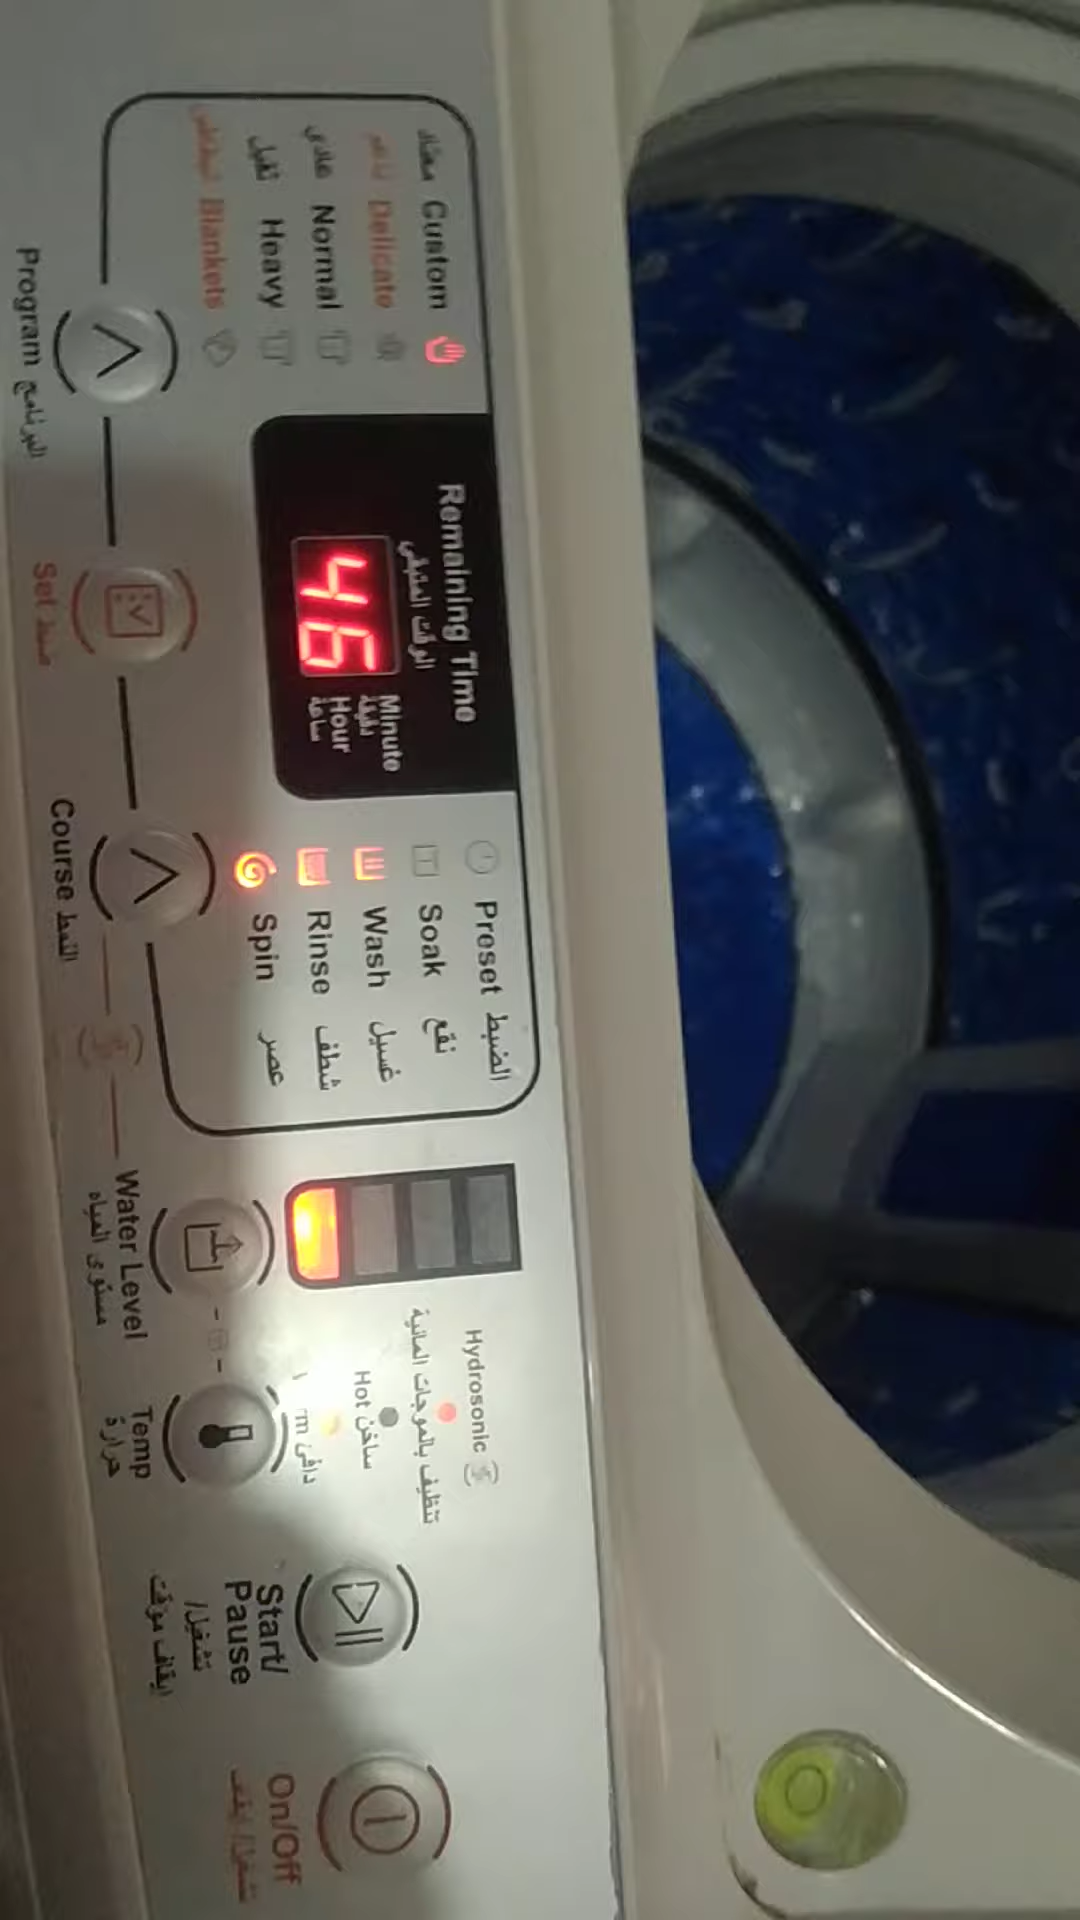 معتاد Custom
ناعم Delicate
عادي Normal
ثقيل Heavy
Blankets
Program البرنامج
Remaining Time
الوقت المتبقي
46
Minute
دقيقة
Hour
ساعة
Set ضبط
Preset الضبط
Soak نقع
Wash غسيل
Rinse شطف
Spin عصر
Course النمط
Water Level
مستوى المياه
Hydrosonic
تنظيف بالموجات المائية
Hot ساخن
دافئ
Temp
حرارة
Start/
Pause
تشغيل/
إيقاف مؤقت
On/Off